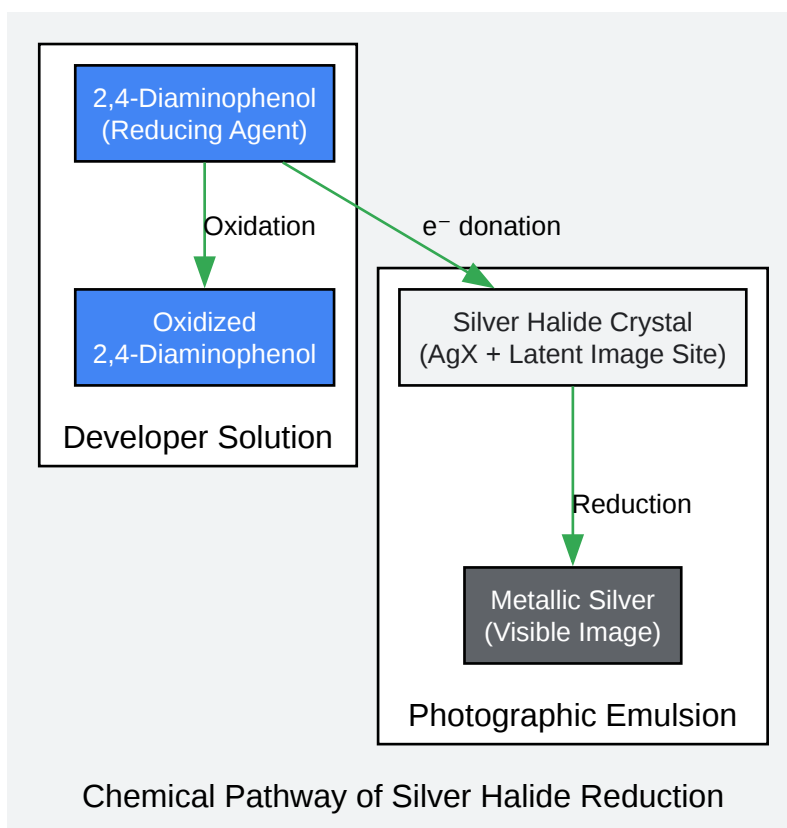 2,4-Diaminophenol
(Reducing Agent)
Oxidation
e⁻ donation
Oxidized
2,4-Diaminophenol
Developer Solution
Silver Halide Crystal
(AgX + Latent Image Site)
Reduction
Metallic Silver
(Visible Image)
Photographic Emulsion
Chemical Pathway of Silver Halide Reduction